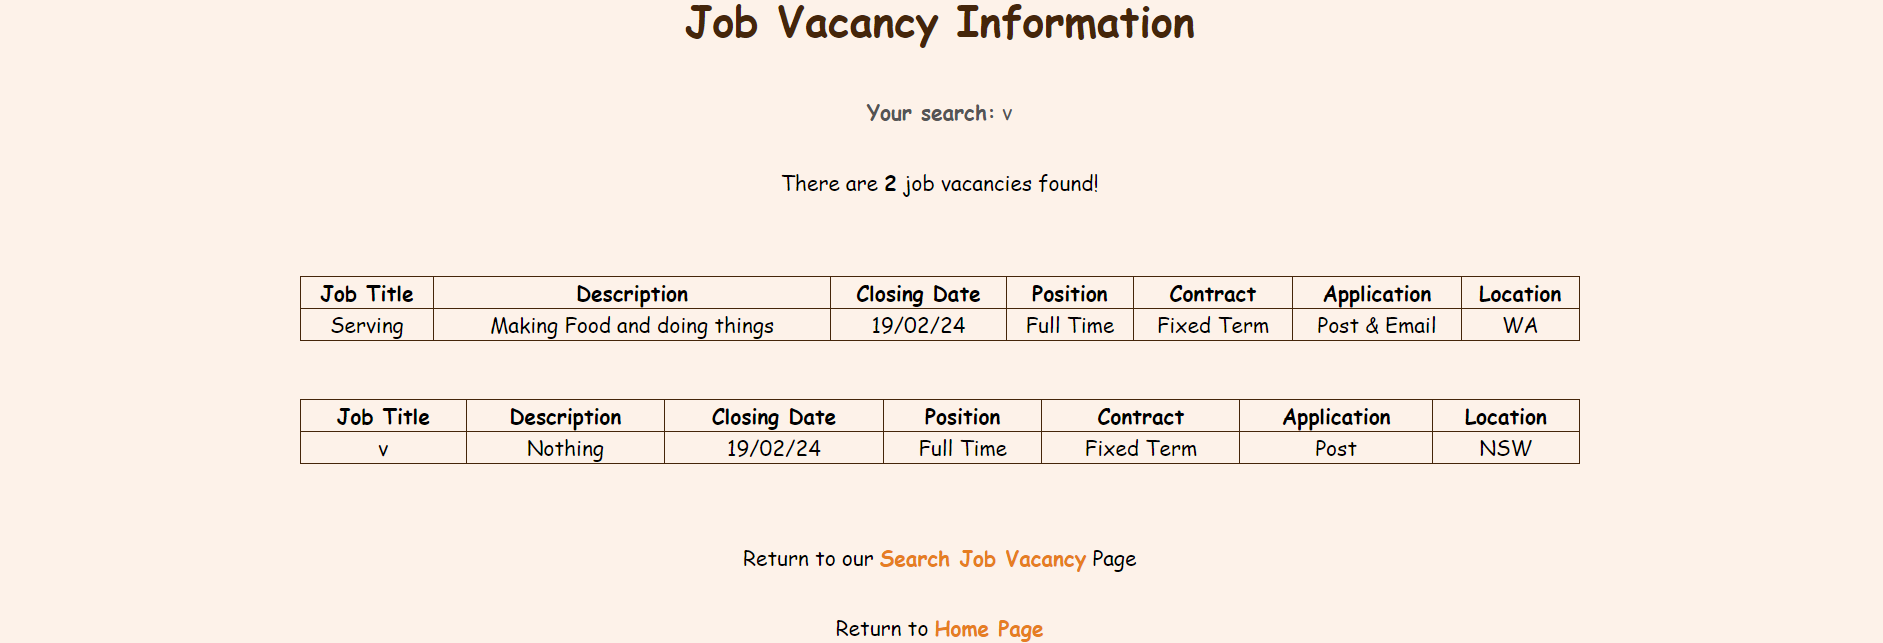 Job Vacancy Information
Your search: v
There are 2 job vacancies found!
Job Title Description Closing Date Position Contract Application Location
Serving Making Food and doing things 19/02/24 Full Time Fixed Term Post & Email WA
Job Title Description Closing Date Position Contract Application Location
v Nothing 19/02/24 Full Time Fixed Term Post NSW
Return to our Search Job Vacancy Page
Return to Home Page